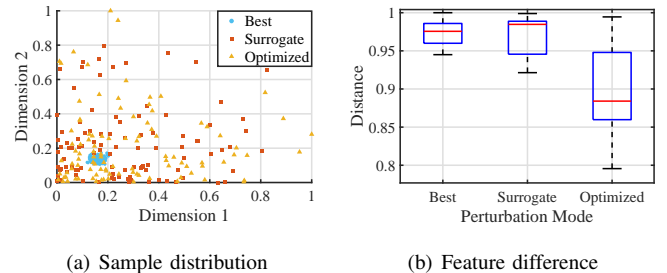 1
0.8
0.6
0.4
0.2
0
Dimension 2
Best
Surrogate
Optimized
0 0.2 0.4 0.6 0.8 1
Dimension 1
(a) Sample distribution
1
0.95
0.9
0.85
0.8
Distance
Best Surrogate Optimized
Perturbation Mode
(b) Feature difference